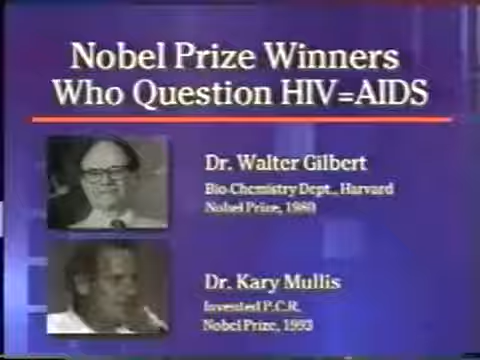 Nobel Prize Winners
Who Question HIV=AIDS
Dr. Walter Gilbert
Bio-Chemistry Dept., Harvard
Nobel Prize, 1980
Dr. Kary Mullis
Invented P.C.R.
Nobel Prize, 1993